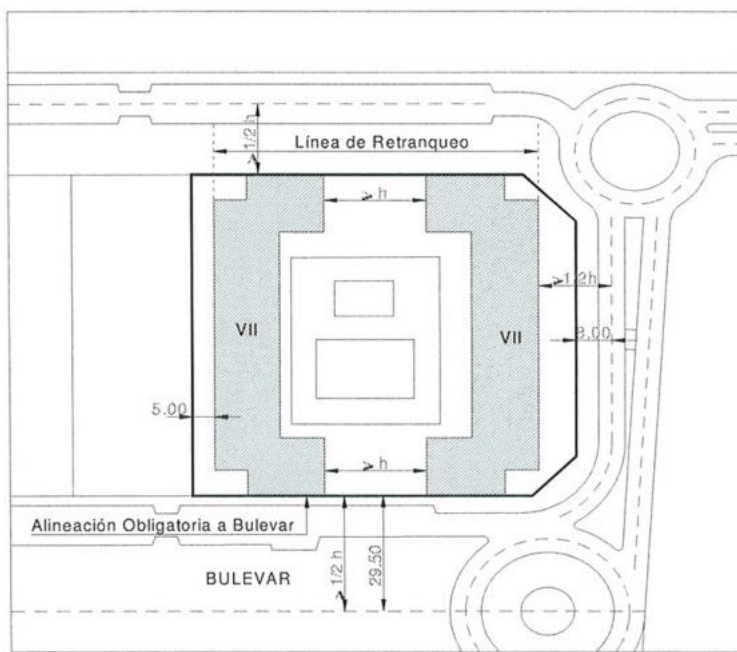 > 1/2 h
Línea de Retranqueo
> h
>1/2h
VII
VII
8.00
5.00
> h
Alineación Obligatoria a Bulevar
> 1/2 h
29.50
BULEVAR